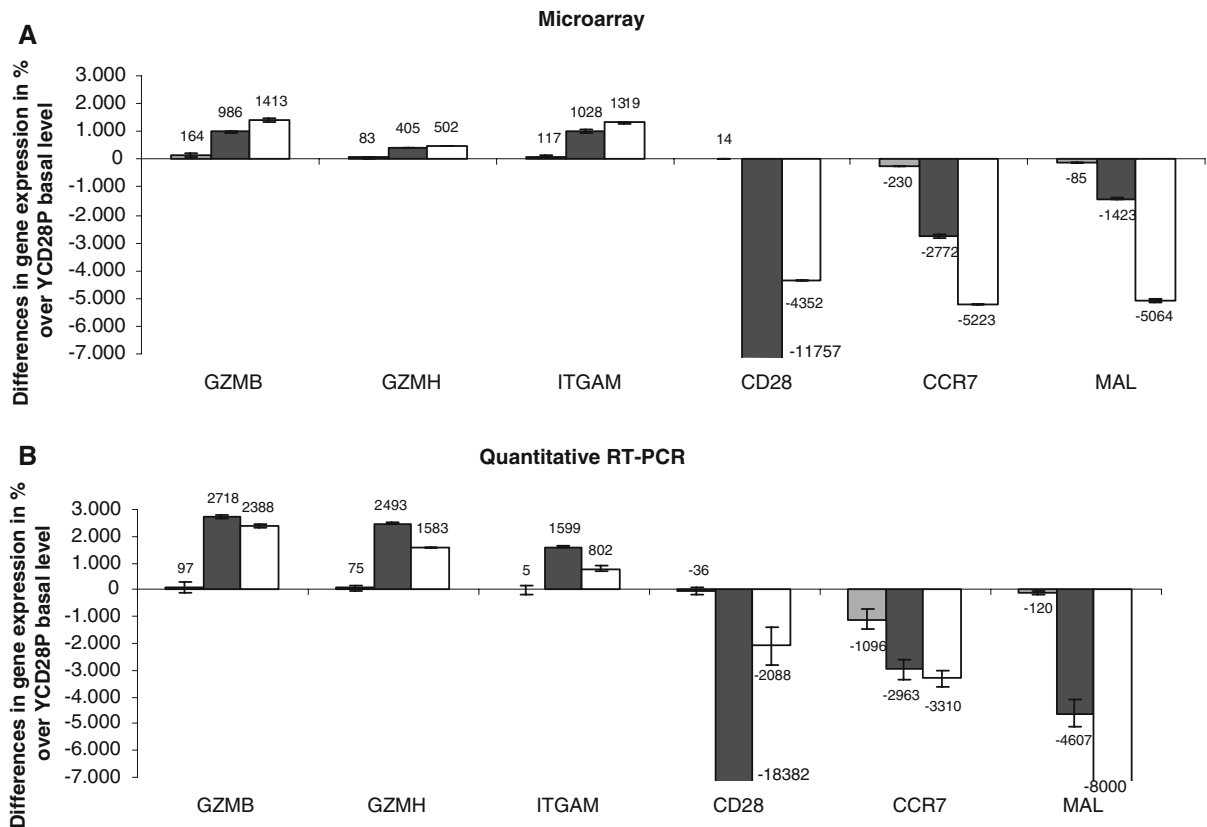 A
Microarray
Differences in gene expression in %
over YCD28P basal level
3.000
2.000
1.000
0
-1.000
-2.000
-3.000
-4.000
-5.000
-6.000
-7.000
164
986
1413
83
405
502
117
1028
1319
14
-11757
-4352
-230
-2772
-5223
-85
-1423
-5064
GZMB
GZMH
ITGAM
CD28
CCR7
MAL
B
Quantitative RT-PCR
Differences in gene expression in %
over YCD28P basal level
3.000
2.000
1.000
0
-1.000
-2.000
-3.000
-4.000
-5.000
-6.000
-7.000
97
2718
2388
75
2493
1583
5
1599
802
-36
-18382
-2088
-1096
-2963
-3310
-120
-4607
-8000
GZMB
GZMH
ITGAM
CD28
CCR7
MAL